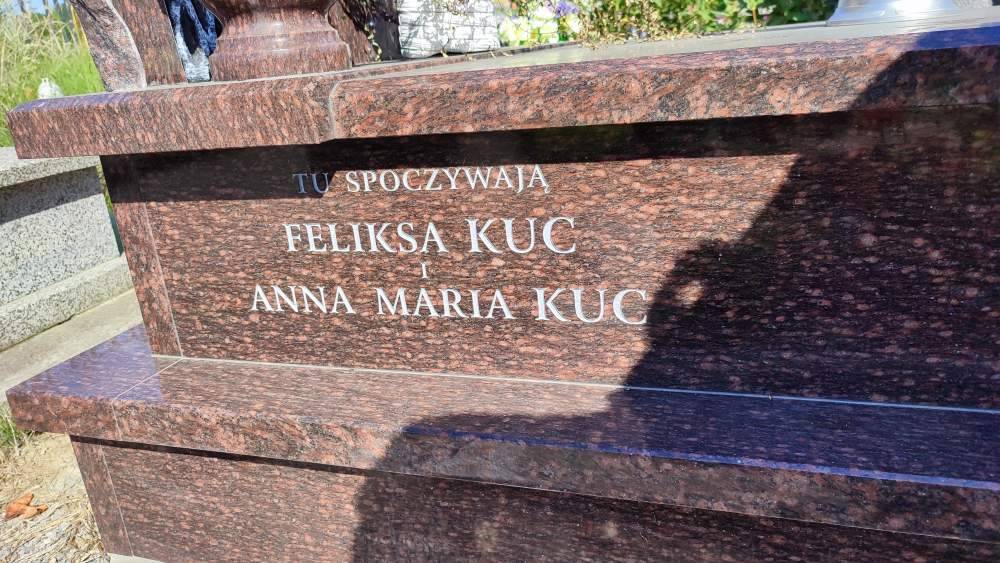 TU SPOCZYWAJĄ
FELIKSA KUC
I
ANNA MARIA KUC